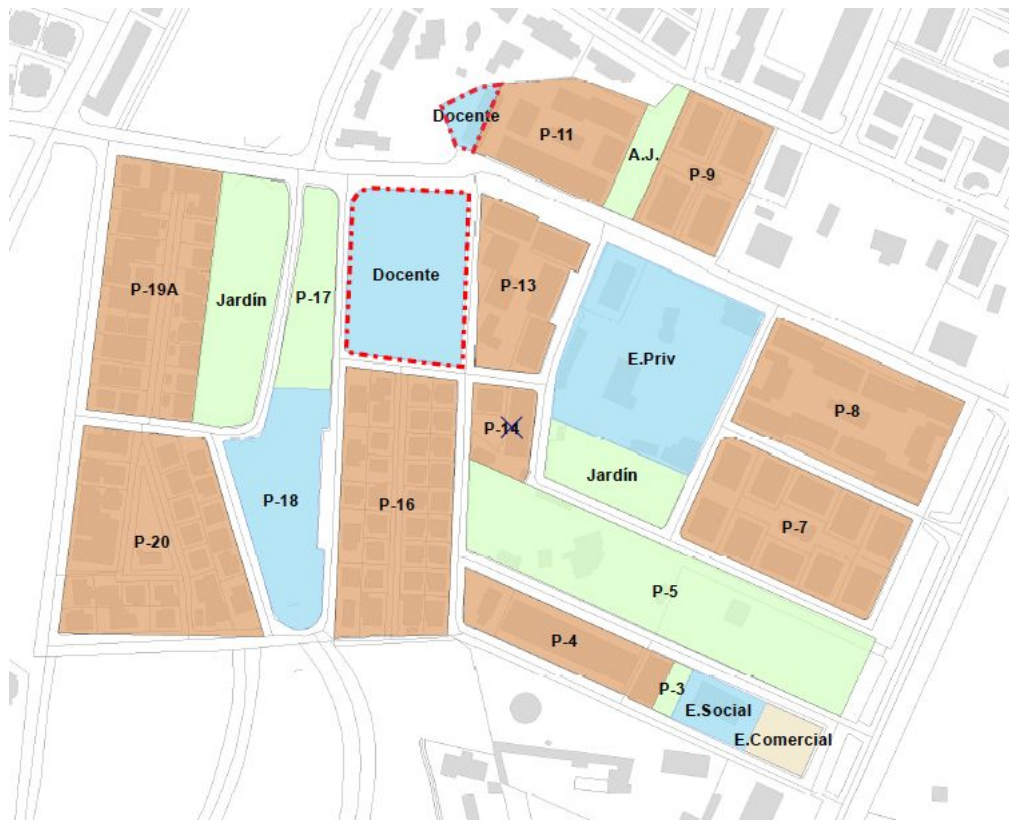 Docente
P-11
A.J.
P-9
P-19A
Jardín
P-17
Docente
P-13
E.Priv
P-8
P-14
P-20
P-18
P-16
Jardín
P-7
P-5
P-4
P-3
E.Social
E.Comercial